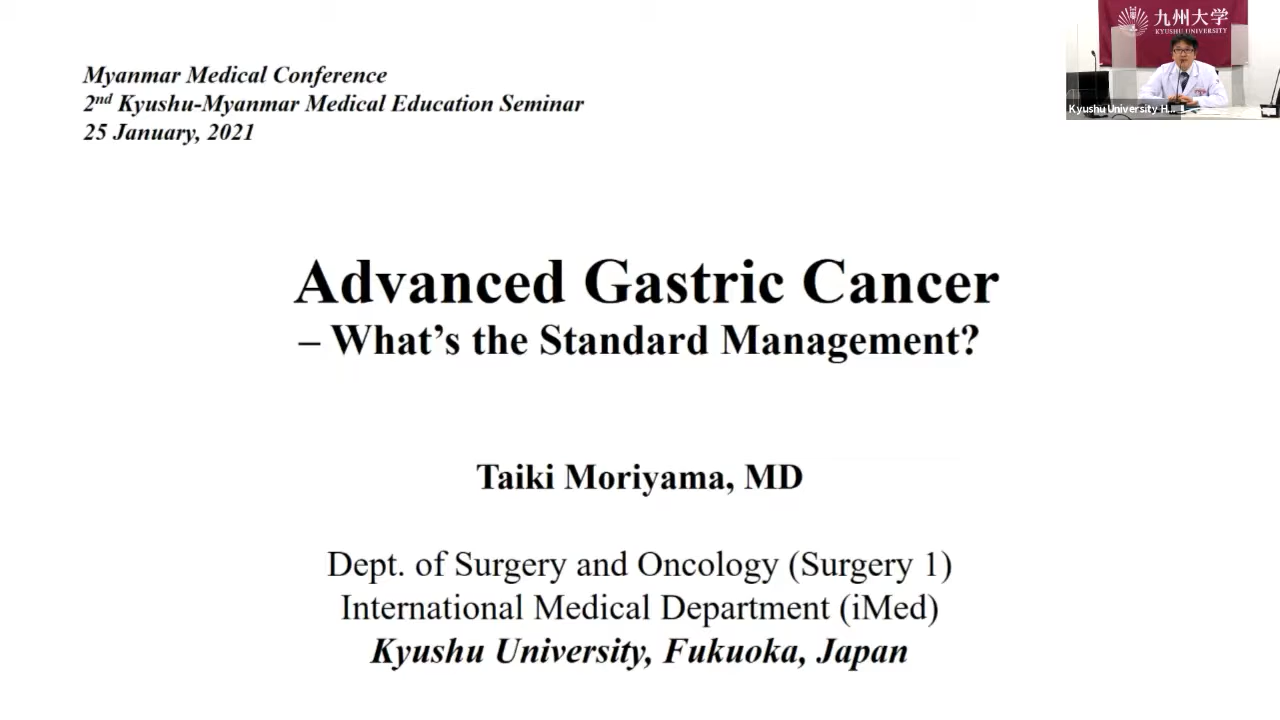 Myanmar Medical Conference
2nd Kyushu-Myanmar Medical Education Seminar
25 January, 2021
九州大学
KYUSHU UNIVERSITY
Kyushu University H...
Advanced Gastric Cancer
– What's the Standard Management?
Taiki Moriyama, MD
Dept. of Surgery and Oncology (Surgery 1)
International Medical Department (iMed)
Kyushu University, Fukuoka, Japan